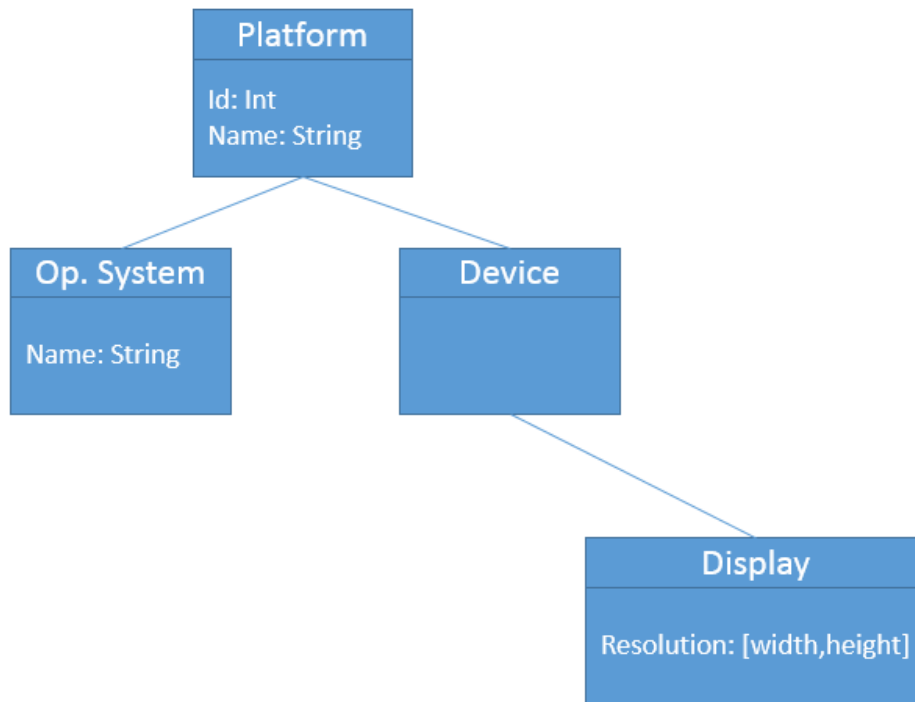 Platform
Id: Int
Name: String
Op. System
Name: String
Device
Display
Resolution: [width,height]